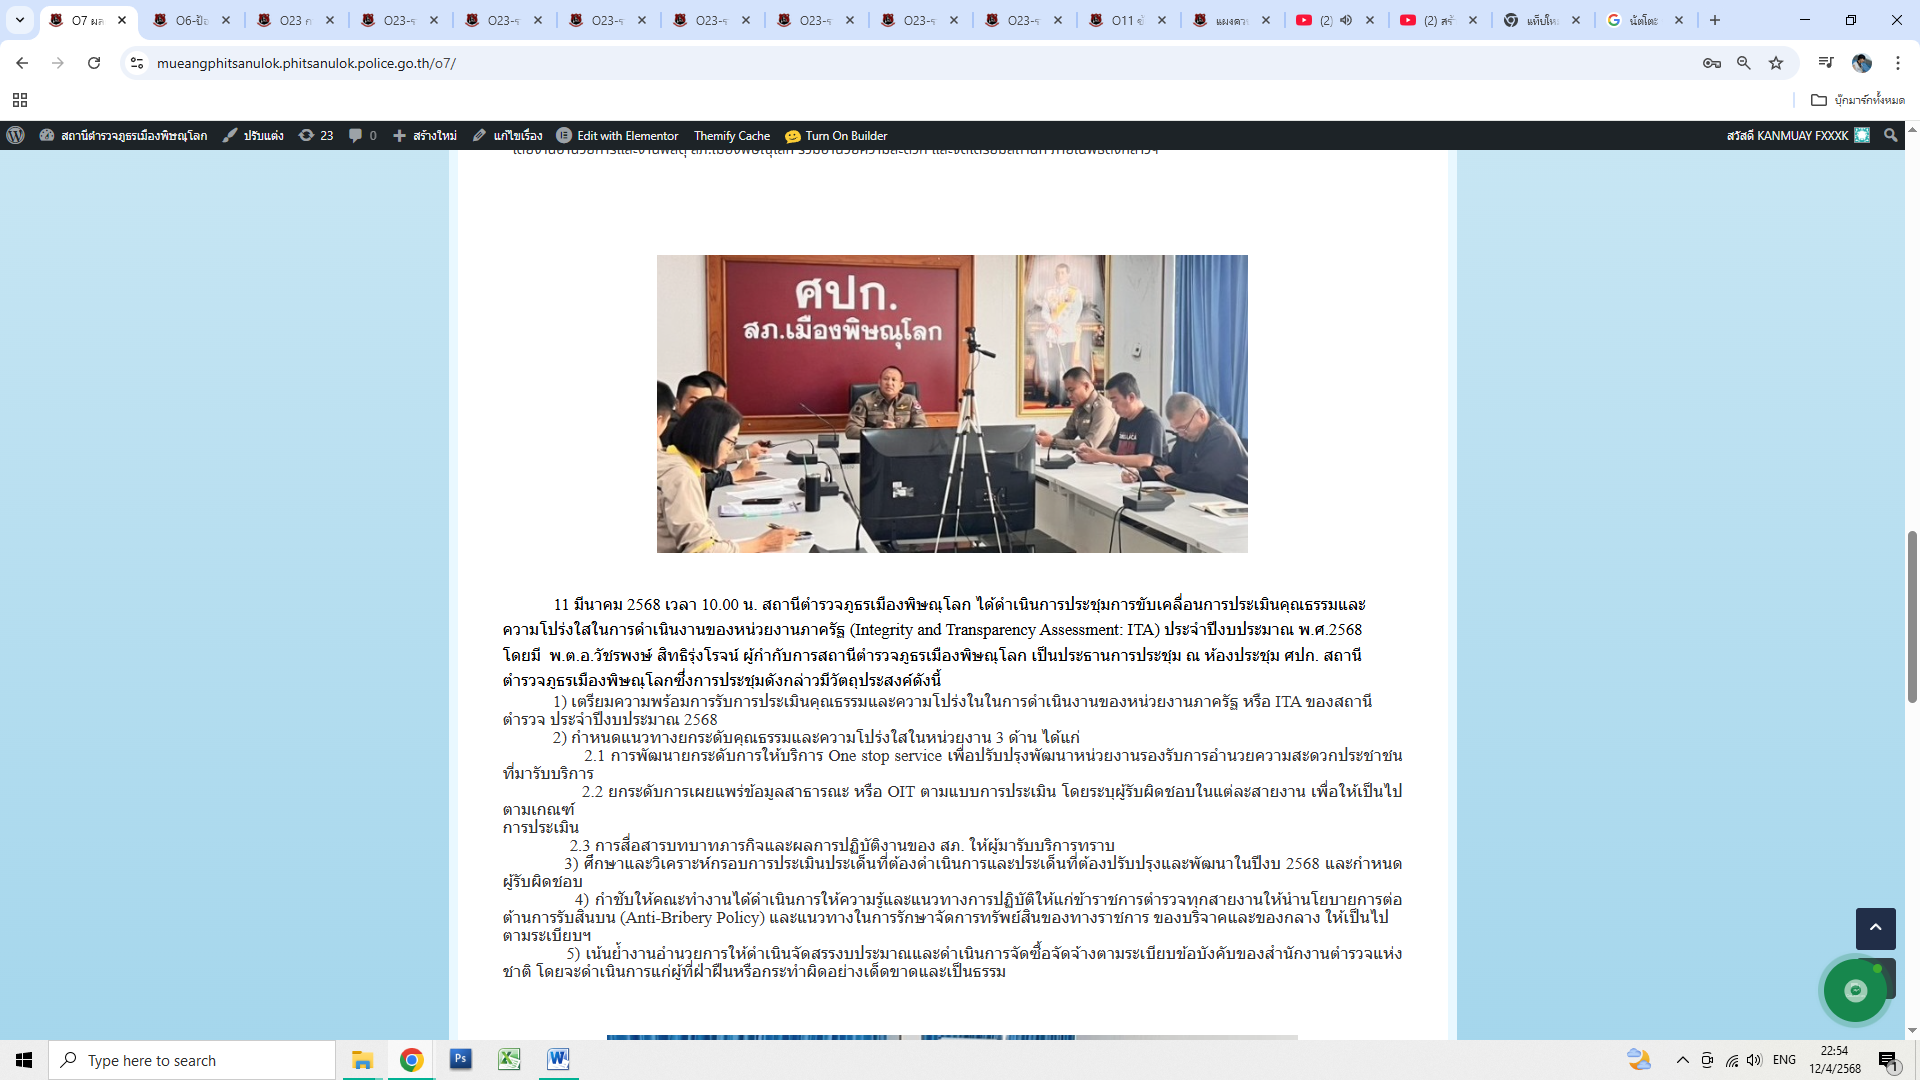 O7 ผล
O6-ป้อ
O23 ก
O23-ร
O23-ร
O23-ร
O23-ร
O23-ร
O23-ร
O23-ร
O11 ข้
แผงควบ
(2)
(2) สร้
แท็บใหม
นัตโตะ
mueangphitsanulok.phitsanulok.police.go.th/o7/
บุ๊กมาร์กทั้งหมด
สถานีตำรวจภูธรเมืองพิษณุโลก ปรับแต่ง 23 0 สร้างใหม่ แก้ไขเรื่อง Edit with Elementor Themify Cache Turn On Builder สวัสดี KANMUAY FXXXK
ศปก.
สภ.เมืองพิษณุโลก
11 มีนาคม 2568 เวลา 10.00 น. สถานีตำรวจภูธรเมืองพิษณุโลก ได้ดำเนินการประชุมการขับเคลื่อนการประเมินคุณธรรมและ
ความโปร่งใสในการดำเนินงานของหน่วยงานภาครัฐ (Integrity and Transparency Assessment: ITA) ประจำปีงบประมาณ พ.ศ.2568
โดยมี พ.ต.อ.วัชรพงษ์ สิทธิรุ่งโรจน์ ผู้กำกับการสถานีตำรวจภูธรเมืองพิษณุโลก เป็นประธานการประชุม ณ ห้องประชุม ศปก. สถานี
ตำรวจภูธรเมืองพิษณุโลกซึ่งการประชุมดังกล่าวมีวัตถุประสงค์ดังนี้
1) เตรียมความพร้อมการรับการประเมินคุณธรรมและความโปร่งในในการดำเนินงานของหน่วยงานภาครัฐ หรือ ITA ของสถานี
ตำรวจ ประจำปีงบประมาณ 2568
2) กำหนดแนวทางยกระดับคุณธรรมและความโปร่งใสในหน่วยงาน 3 ด้าน ได้แก่
2.1 การพัฒนายกระดับการให้บริการ One stop service เพื่อปรับปรุงพัฒนาหน่วยงานรองรับการอำนวยความสะดวกประชาชน
ที่มารับบริการ
2.2 ยกระดับการเผยแพร่ข้อมูลสาธารณะ หรือ OIT ตามแบบการประเมิน โดยระบุผู้รับผิดชอบในแต่ละสายงาน เพื่อให้เป็นไป
ตามเกณฑ์
การประเมิน
2.3 การสื่อสารบทบาทภารกิจและผลการปฏิบัติงานของ สภ. ให้ผู้มารับบริการทราบ
3) ศึกษาและวิเคราะห์กรอบการประเมินประเด็นที่ต้องดำเนินการและประเด็นที่ต้องปรับปรุงและพัฒนาในปีงบ 2568 และกำหนด
ผู้รับผิดชอบ
4) กำชับให้คณะทำงานได้ดำเนินการให้ความรู้และแนวทางการปฏิบัติให้แก่ข้าราชการตำรวจทุกสายงานให้นำนโยบายการต่อ
ต้านการรับสินบน (Anti-Bribery Policy) และแนวทางในการรักษาจัดการทรัพย์สินของทางราชการ ของบริจาคและของกลาง ให้เป็นไป
ตามระเบียบฯ
5) เน้นย้ำงานอำนวยการให้ดำเนินจัดสรรงบประมาณและดำเนินการจัดซื้อจัดจ้างตามระเบียบข้อบังคับของสำนักงานตำรวจแห่ง
ชาติ โดยจะดำเนินการแก่ผู้ที่ฝ่าฝืนหรือกระทำผิดอย่างเด็ดขาดและเป็นธรรม
Type here to search
Ps
ENG
22:54
12/4/2568
1